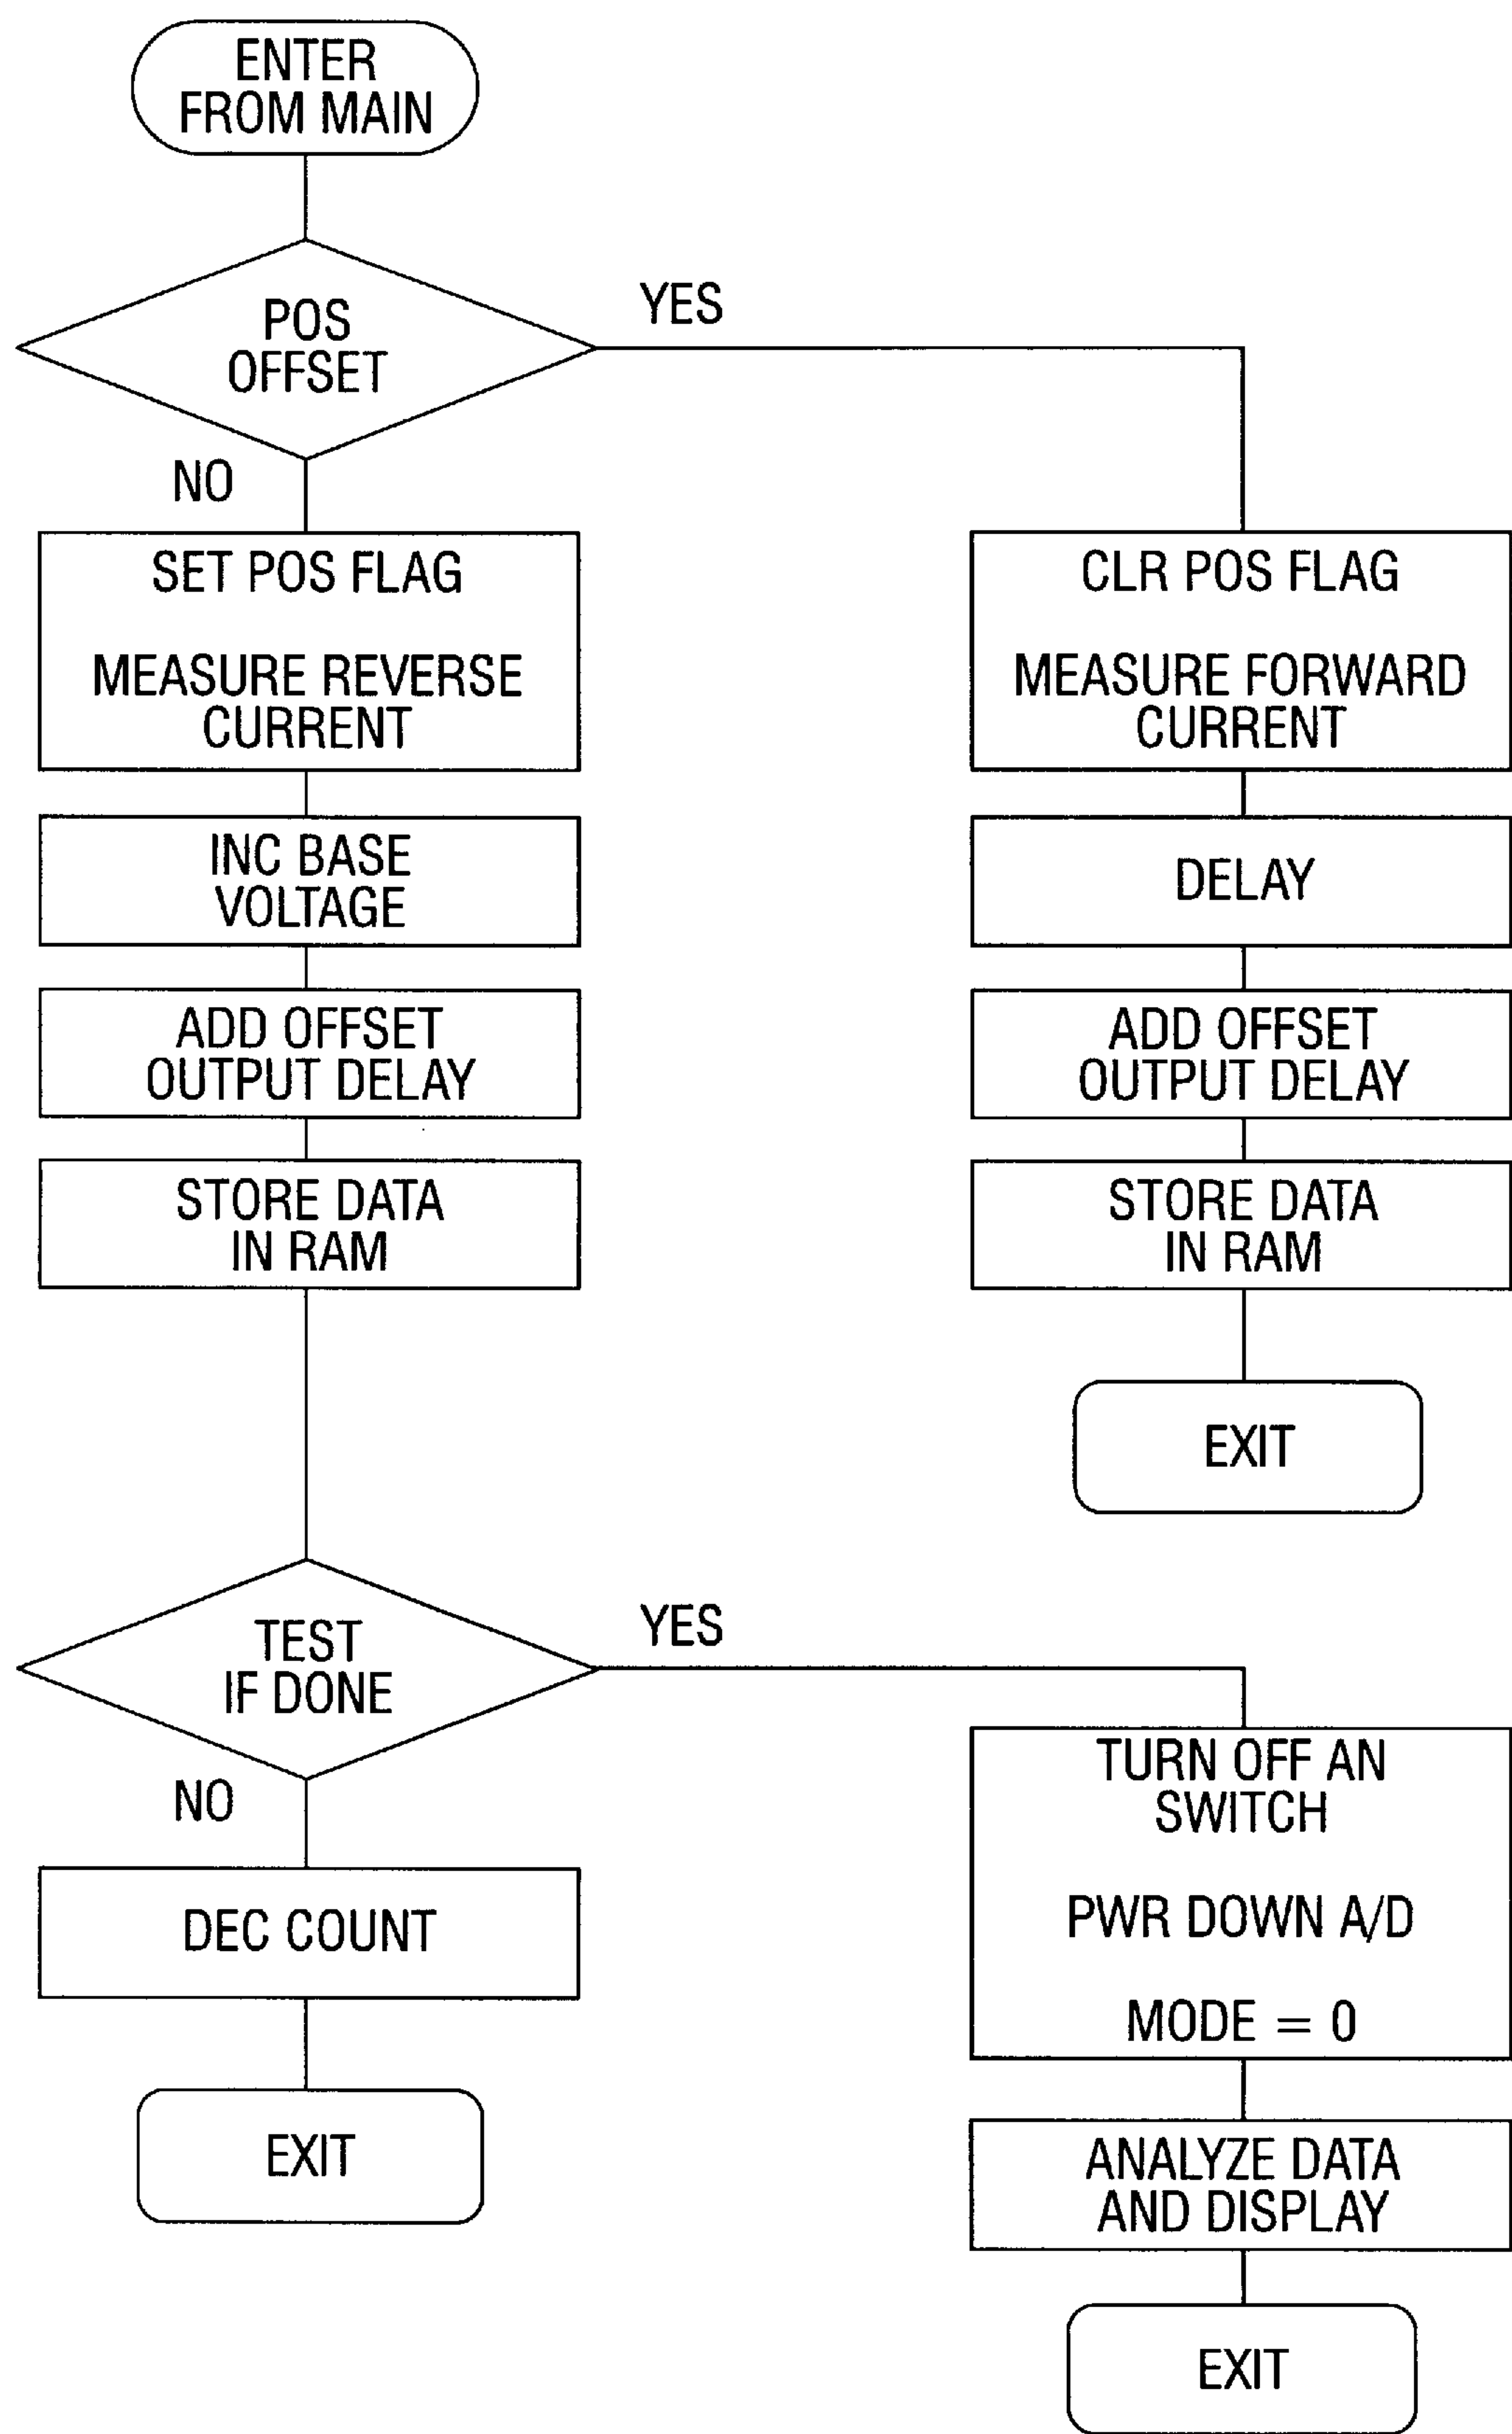 ENTER
FROM MAIN
POS
OFFSET
YES
NO
SET POS FLAG
MEASURE REVERSE
CURRENT
INC BASE
VOLTAGE
ADD OFFSET
OUTPUT DELAY
STORE DATA
IN RAM
CLR POS FLAG
MEASURE FORWARD
CURRENT
DELAY
ADD OFFSET
OUTPUT DELAY
STORE DATA
IN RAM
EXIT
TEST
IF DONE
YES
NO
DEC COUNT
EXIT
TURN OFF AN
SWITCH
PWR DOWN A/D
MODE = 0
ANALYZE DATA
AND DISPLAY
EXIT